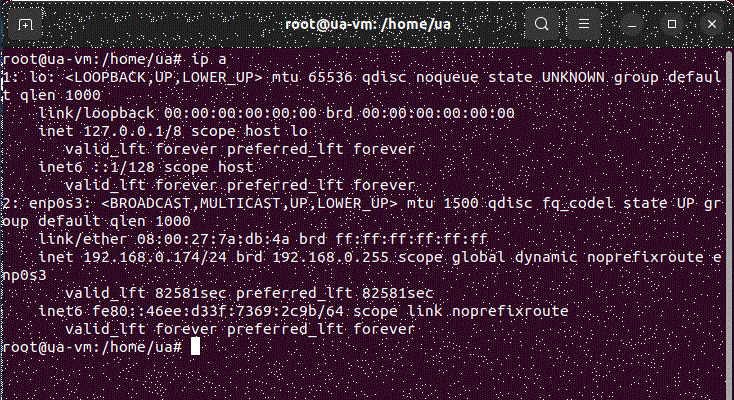 root@ua-vm: /home/ua
root@ua-vm:/home/ua# ip a
1: lo: <LOOPBACK,UP,LOWER_UP> mtu 65536 qdisc noqueue state UNKNOWN group defaul
t qlen 1000
    link/loopback 00:00:00:00:00:00 brd 00:00:00:00:00:00
    inet 127.0.0.1/8 scope host lo
       valid_lft forever preferred_lft forever
    inet6 ::1/128 scope host
       valid_lft forever preferred_lft forever
2: enp0s3: <BROADCAST,MULTICAST,UP,LOWER_UP> mtu 1500 qdisc fq_codel state UP gr
oup default qlen 1000
    link/ether 08:00:27:7a:db:4a brd ff:ff:ff:ff:ff:ff
    inet 192.168.0.174/24 brd 192.168.0.255 scope global dynamic noprefixroute e
np0s3
       valid_lft 82581sec preferred_lft 82581sec
    inet6 fe80::46ee:d33f:7369:2c9b/64 scope link noprefixroute
       valid_lft forever preferred_lft forever
root@ua-vm:/home/ua#